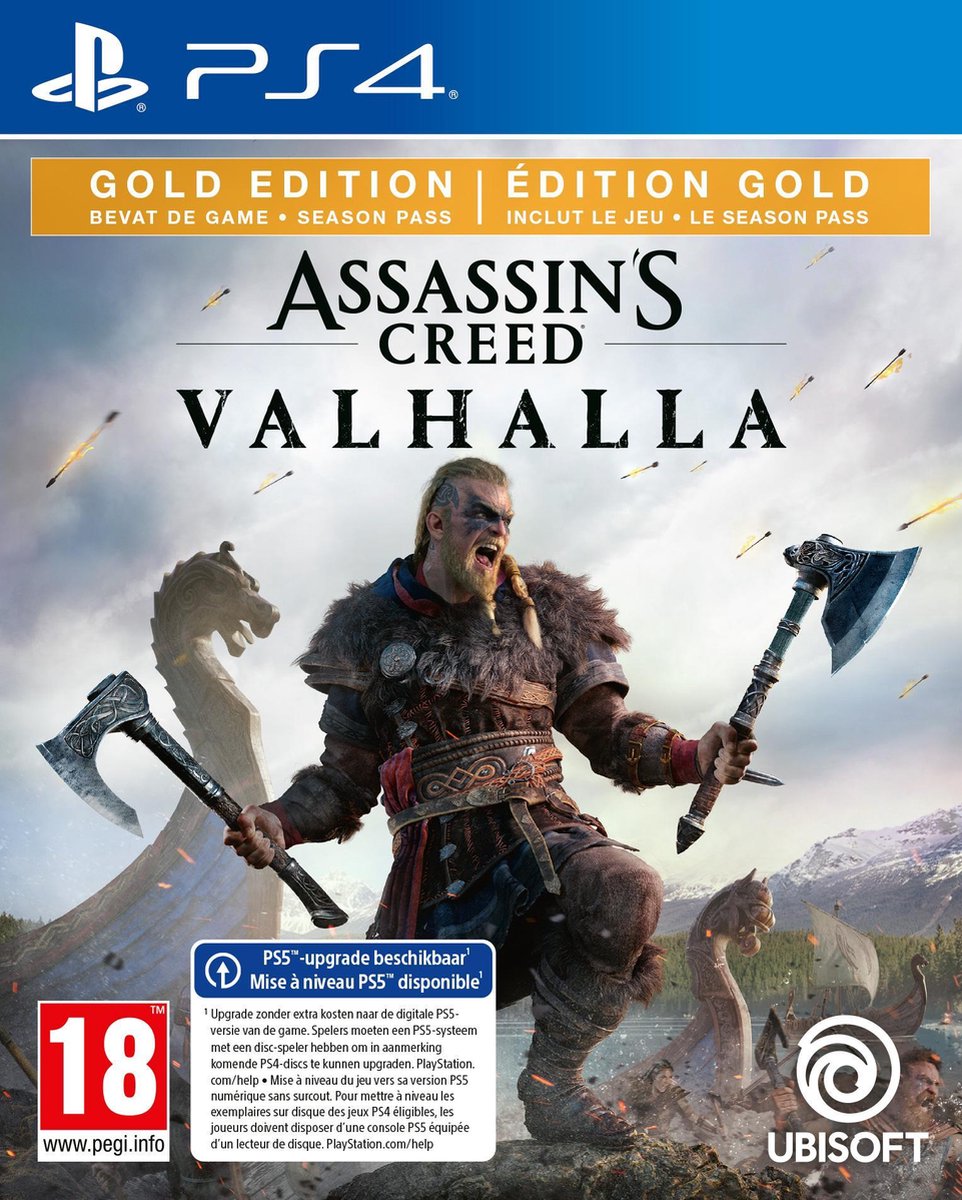 PS4®
GOLD EDITION | ÉDITION GOLD
BEVAT DE GAME • SEASON PASS | INCLUT LE JEU • LE SEASON PASS
ASSASSIN'S
CREED®
VALHALLA
PS5™-upgrade beschikbaar¹
Mise à niveau PS5™ disponible¹
¹ Upgrade zonder extra kosten naar de digitale PS5-
versie van de game. Spelers moeten een PS5-systeem
met een disc-speler hebben om in aanmerking
komende PS4-discs te kunnen upgraden. PlayStation.
com/help • Mise à niveau du jeu vers sa version PS5
numérique sans surcout. Pour mettre à niveau les
exemplaires sur disque des jeux PS4 éligibles, les
joueurs doivent disposer d'une console PS5 équipée
d'un lecteur de disque. PlayStation.com/help
18™
www.pegi.info
UBISOFT